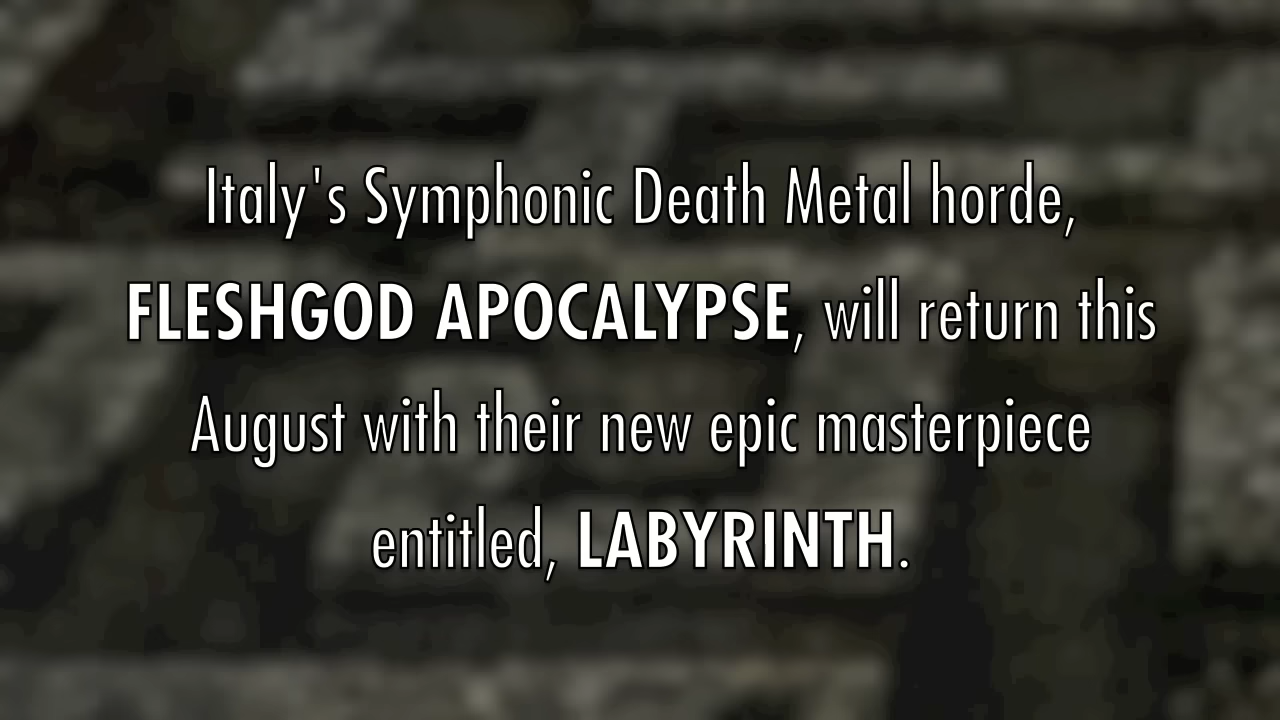 Italy's Symphonic Death Metal horde,
FLESHGOD APOCALYPSE, will return this
August with their new epic masterpiece
entitled, LABYRINTH.